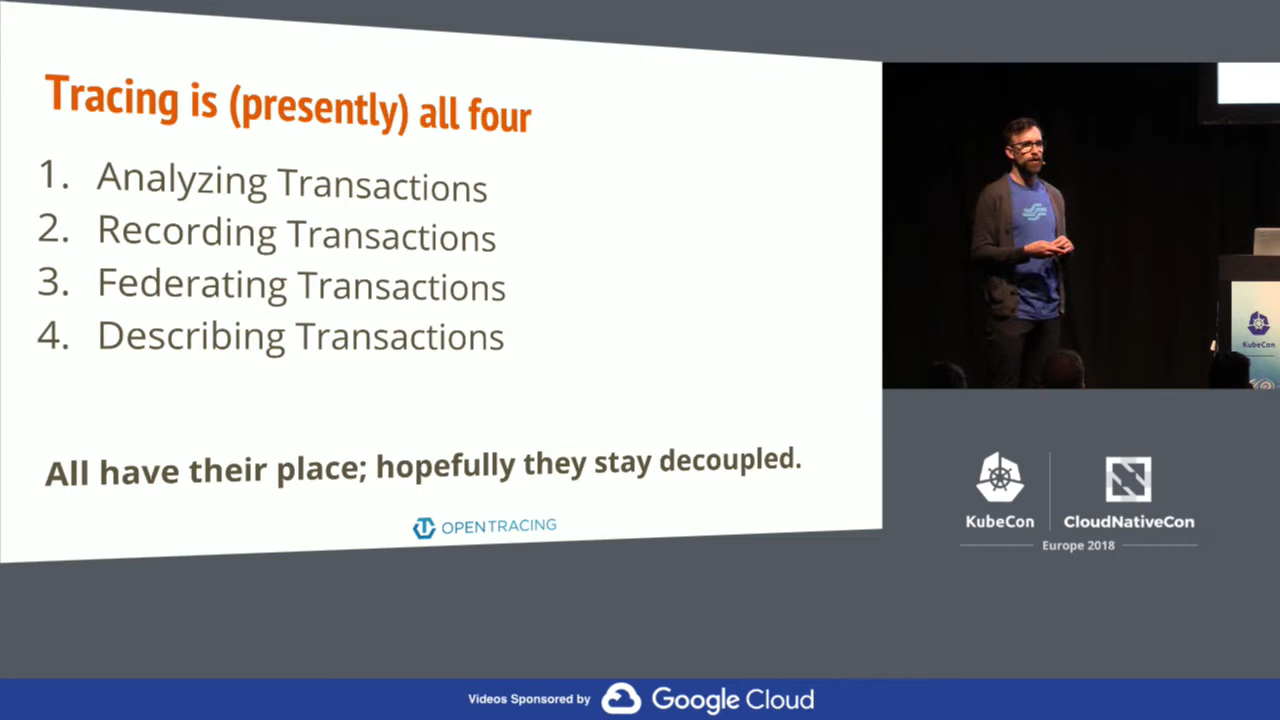 Tracing is (presently) all four
1. Analyzing Transactions
2. Recording Transactions
3. Federating Transactions
4. Describing Transactions
All have their place; hopefully they stay decoupled.
OPENTRACING
KubeCon
KubeCon
CloudNativeCon
Europe 2018
Videos Sponsored by Google Cloud